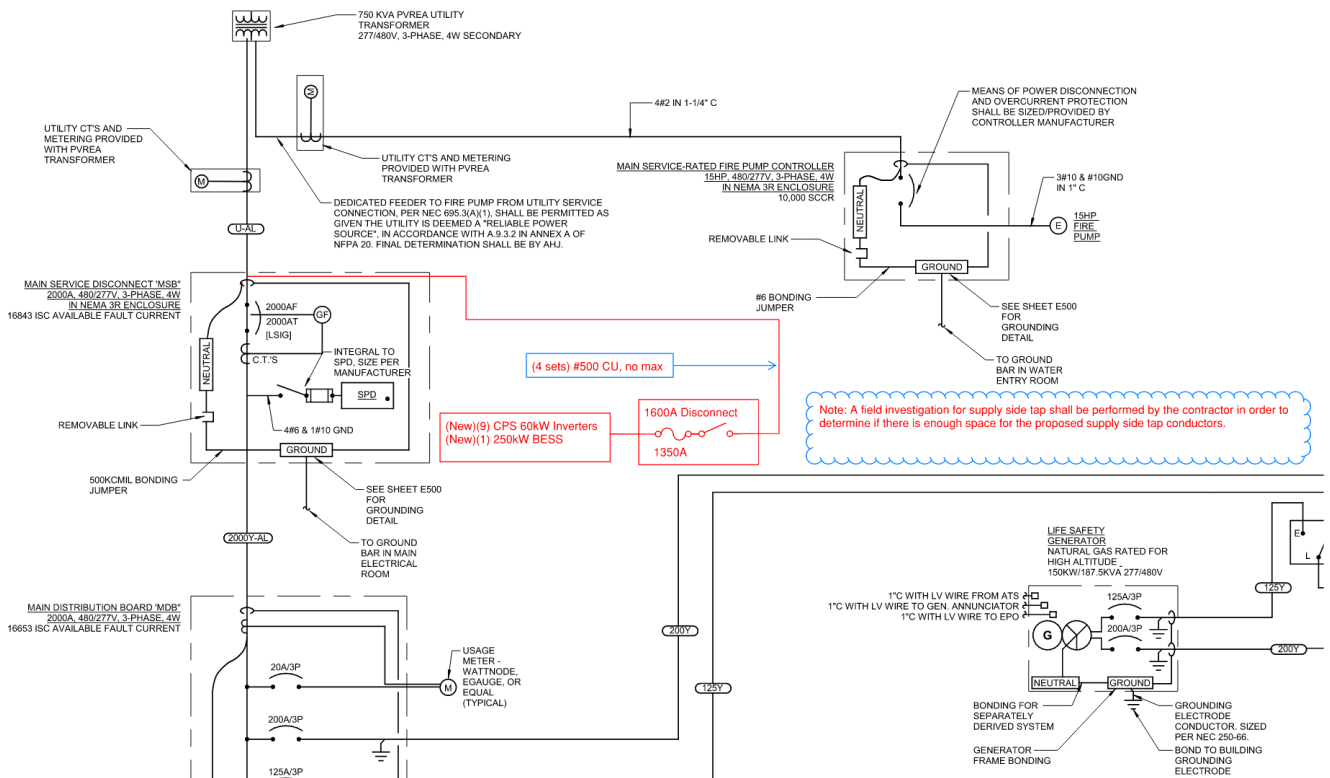 750 KVA PVREA UTILITY
TRANSFORMER
277/480V, 3-PHASE, 4W SECONDARY
M
4#2 IN 1-1/4" C
MEANS OF POWER DISCONNECTION
AND OVERCURRENT PROTECTION
SHALL BE SIZED/PROVIDED BY
CONTROLLER MANUFACTURER
UTILITY CT'S AND
METERING PROVIDED
WITH PVREA
TRANSFORMER
M
UTILITY CT'S AND METERING
PROVIDED WITH PVREA
TRANSFORMER
MAIN SERVICE-RATED FIRE PUMP CONTROLLER
15HP, 480/277V, 3-PHASE, 4W
IN NEMA 3R ENCLOSURE
10,000 SCCR
NEUTRAL
3#10 & #10GND
IN 1" C
E
15HP
FIRE
PUMP
REMOVABLE LINK
GROUND
#6 BONDING
JUMPER
SEE SHEET E500
FOR
GROUNDING
DETAIL
TO GROUND
BAR IN WATER
ENTRY ROOM
DEDICATED FEEDER TO FIRE PUMP FROM UTILITY SERVICE
CONNECTION, PER NEC 695.3(A)(1), SHALL BE PERMITTED AS
GIVEN THE UTILITY IS DEEMED A "RELIABLE POWER
SOURCE", IN ACCORDANCE WITH A.9.3.2 IN ANNEX A OF
NFPA 20. FINAL DETERMINATION SHALL BE BY AHJ.
U-AL
MAIN SERVICE DISCONNECT 'MSB"
2000A, 480/277V, 3-PHASE, 4W
IN NEMA 3R ENCLOSURE
16843 ISC AVAILABLE FAULT CURRENT
2000AF
2000AT
[LSIG]
GF
C.T.'S
NEUTRAL
INTEGRAL TO
SPD, SIZE PER
MANUFACTURER
SPD
REMOVABLE LINK
4#6 & 1#10 GND
GROUND
500KCMIL BONDING
JUMPER
SEE SHEET E500
FOR
GROUNDING
DETAIL
TO GROUND
BAR IN MAIN
ELECTRICAL
ROOM
(4 sets) #500 CU, no max
(New)(9) CPS 60kW Inverters
(New)(1) 250kW BESS
1600A Disconnect
1350A
Note: A field investigation for supply side tap shall be performed by the contractor in order to
determine if there is enough space for the proposed supply side tap conductors.
2000Y-AL
MAIN DISTRIBUTION BOARD 'MDB"
2000A, 480/277V, 3-PHASE, 4W
16653 ISC AVAILABLE FAULT CURRENT
20A/3P
M
USAGE
METER -
WATTNODE,
EGAUGE, OR
EQUAL
(TYPICAL)
200A/3P
125A/3P
200Y
125Y
LIFE SAFETY
GENERATOR
NATURAL GAS RATED FOR
HIGH ALTITUDE
150KW/187.5KVA 277/480V
1"C WITH LV WIRE FROM ATS
1"C WITH LV WIRE TO GEN. ANNUNCIATOR
1"C WITH LV WIRE TO EPO
G
125A/3P
200A/3P
NEUTRAL
GROUND
E
L
125Y
200Y
BONDING FOR
SEPARATELY
DERIVED SYSTEM
GENERATOR
FRAME BONDING
GROUNDING
ELECTRODE
CONDUCTOR. SIZED
PER NEC 250-66.
BOND TO BUILDING
GROUNDING
ELECTRODE